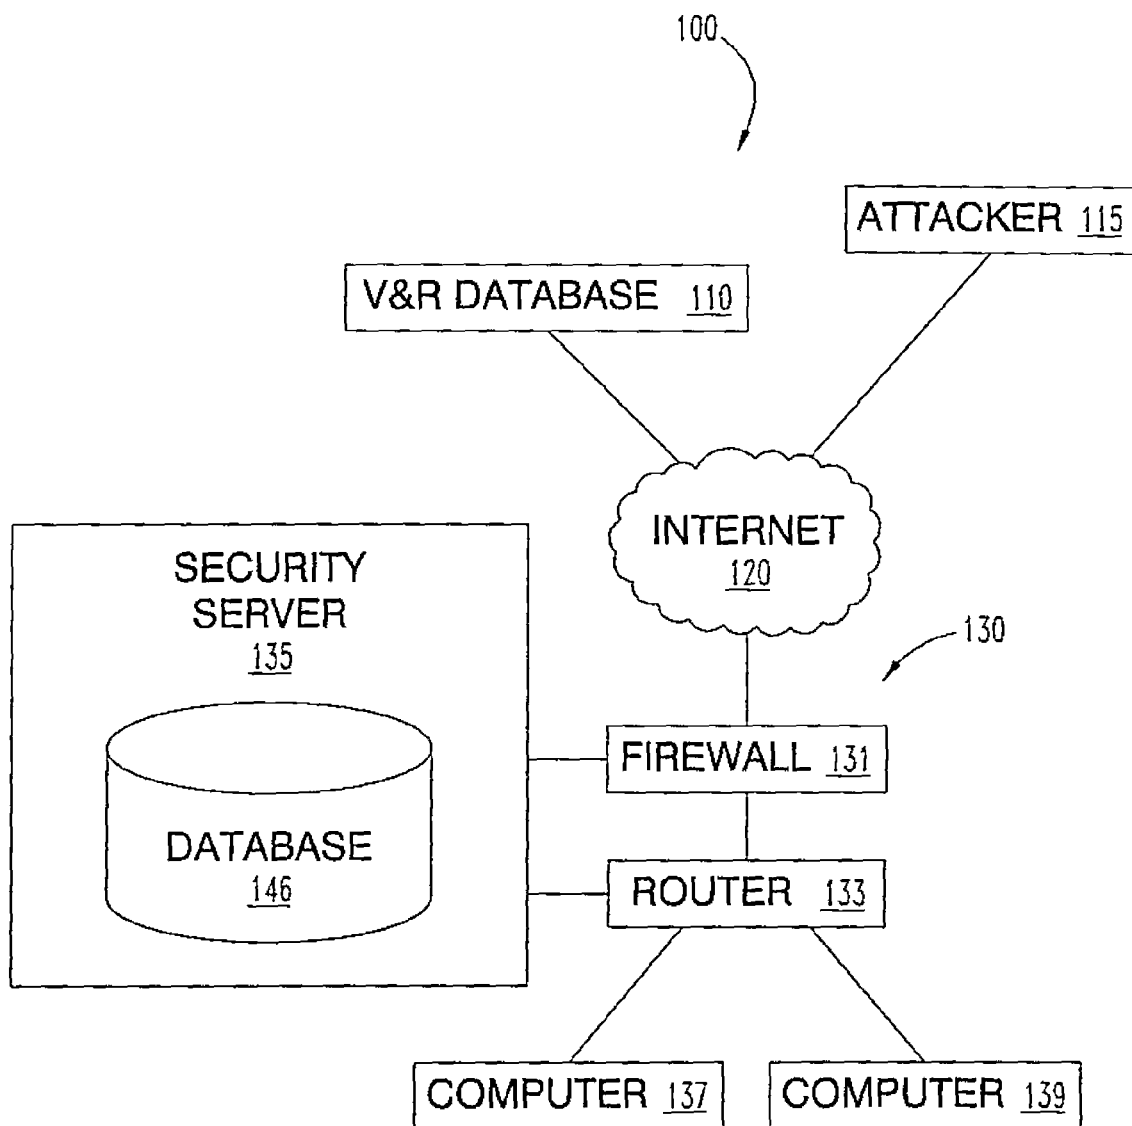 100
ATTACKER 115
V&R DATABASE 110
INTERNET
120
SECURITY
SERVER
135
130
FIREWALL 131
DATABASE
146
ROUTER 133
COMPUTER 137
COMPUTER 139